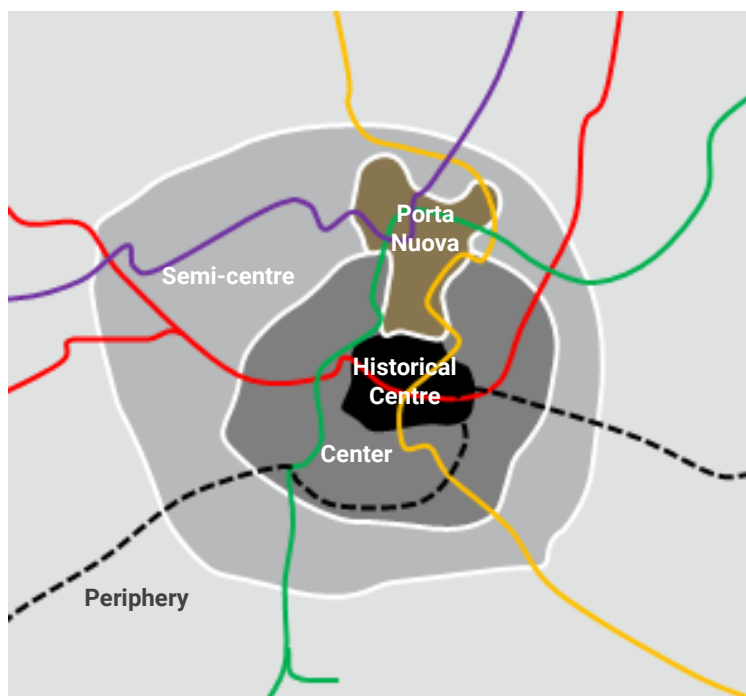 Porta
Nuova
Semi-centre
Historical
Centre
Center
Periphery